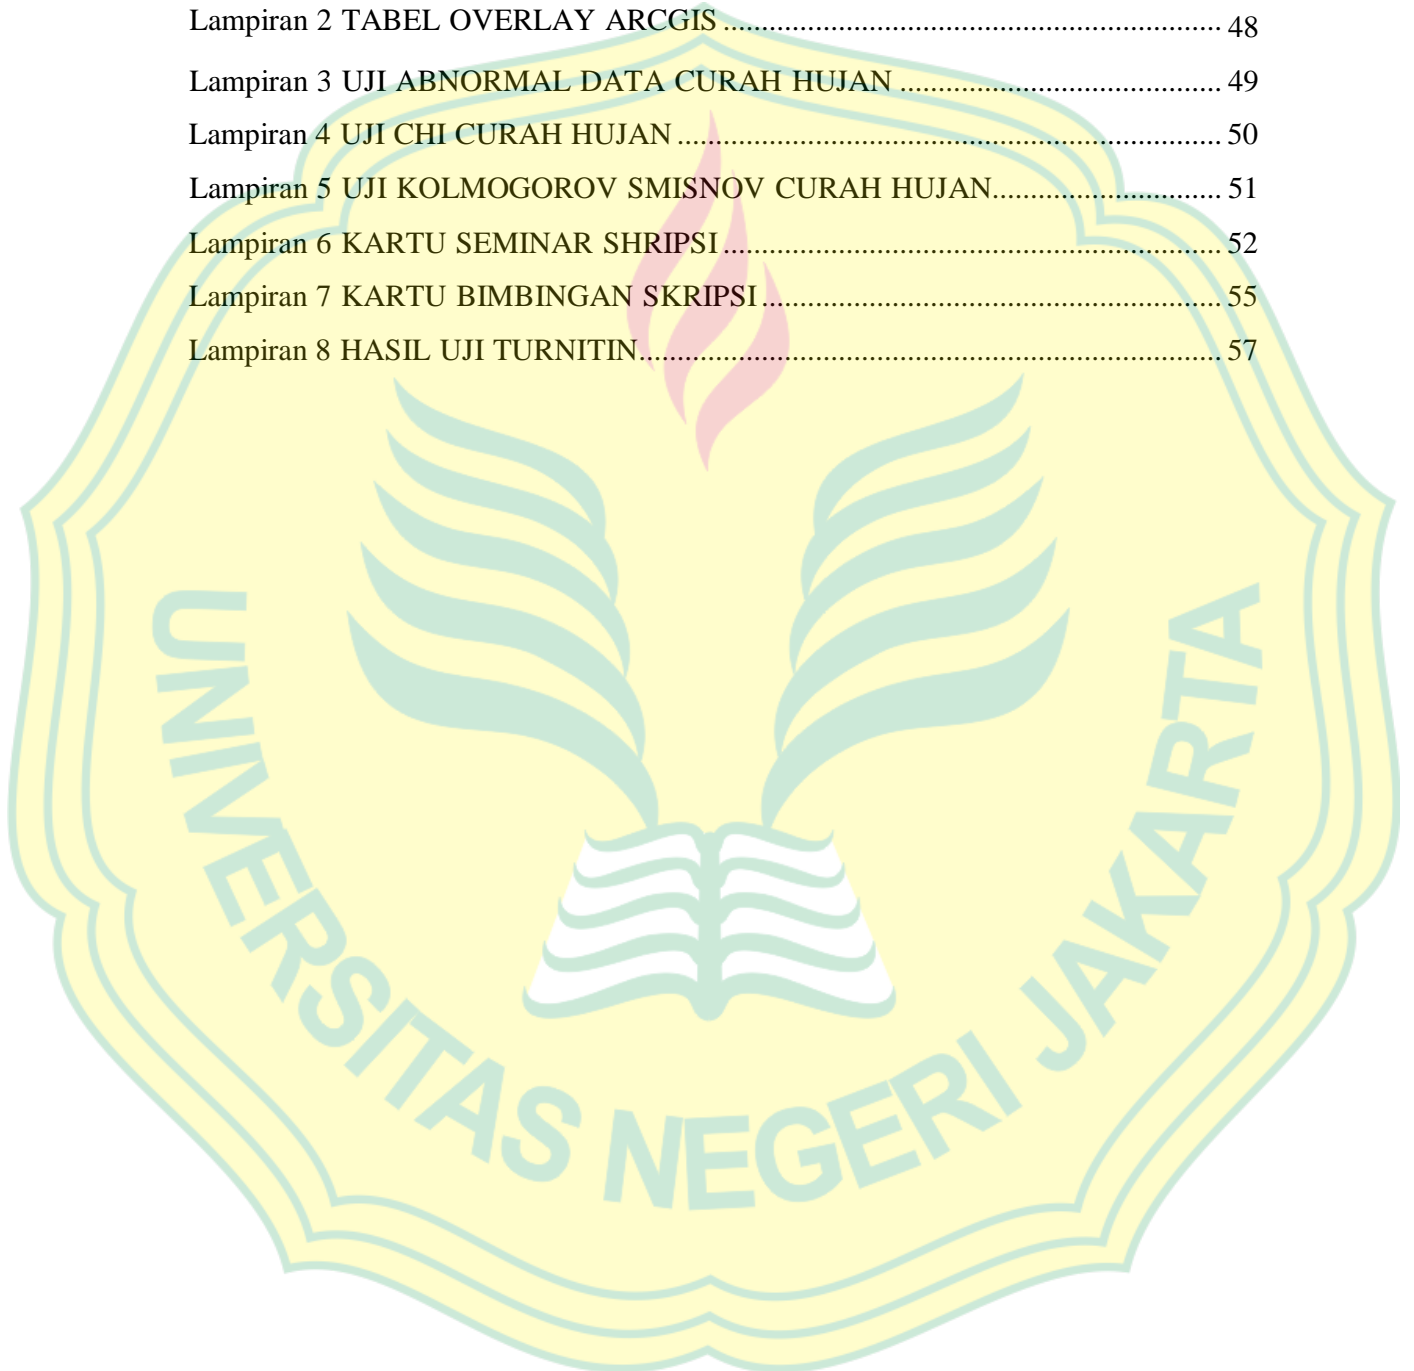 Lampiran 2 TABEL OVERLAY ARCGIS ........................................................ 48
Lampiran 3 UJI ABNORMAL DATA CURAH HUJAN .................................... 49
Lampiran 4 UJI CHI CURAH HUJAN ............................................................. 50
Lampiran 5 UJI KOLMOGOROV SMISNOV CURAH HUJAN.......................... 51
Lampiran 6 KARTU SEMINAR SHRIPSI ........................................................ 52
Lampiran 7 KARTU BIMBINGAN SKRIPSI .................................................... 55
Lampiran 8 HASIL UJI TURNITIN.................................................................. 57
UNIVERSITAS NEGERI JAKARTA